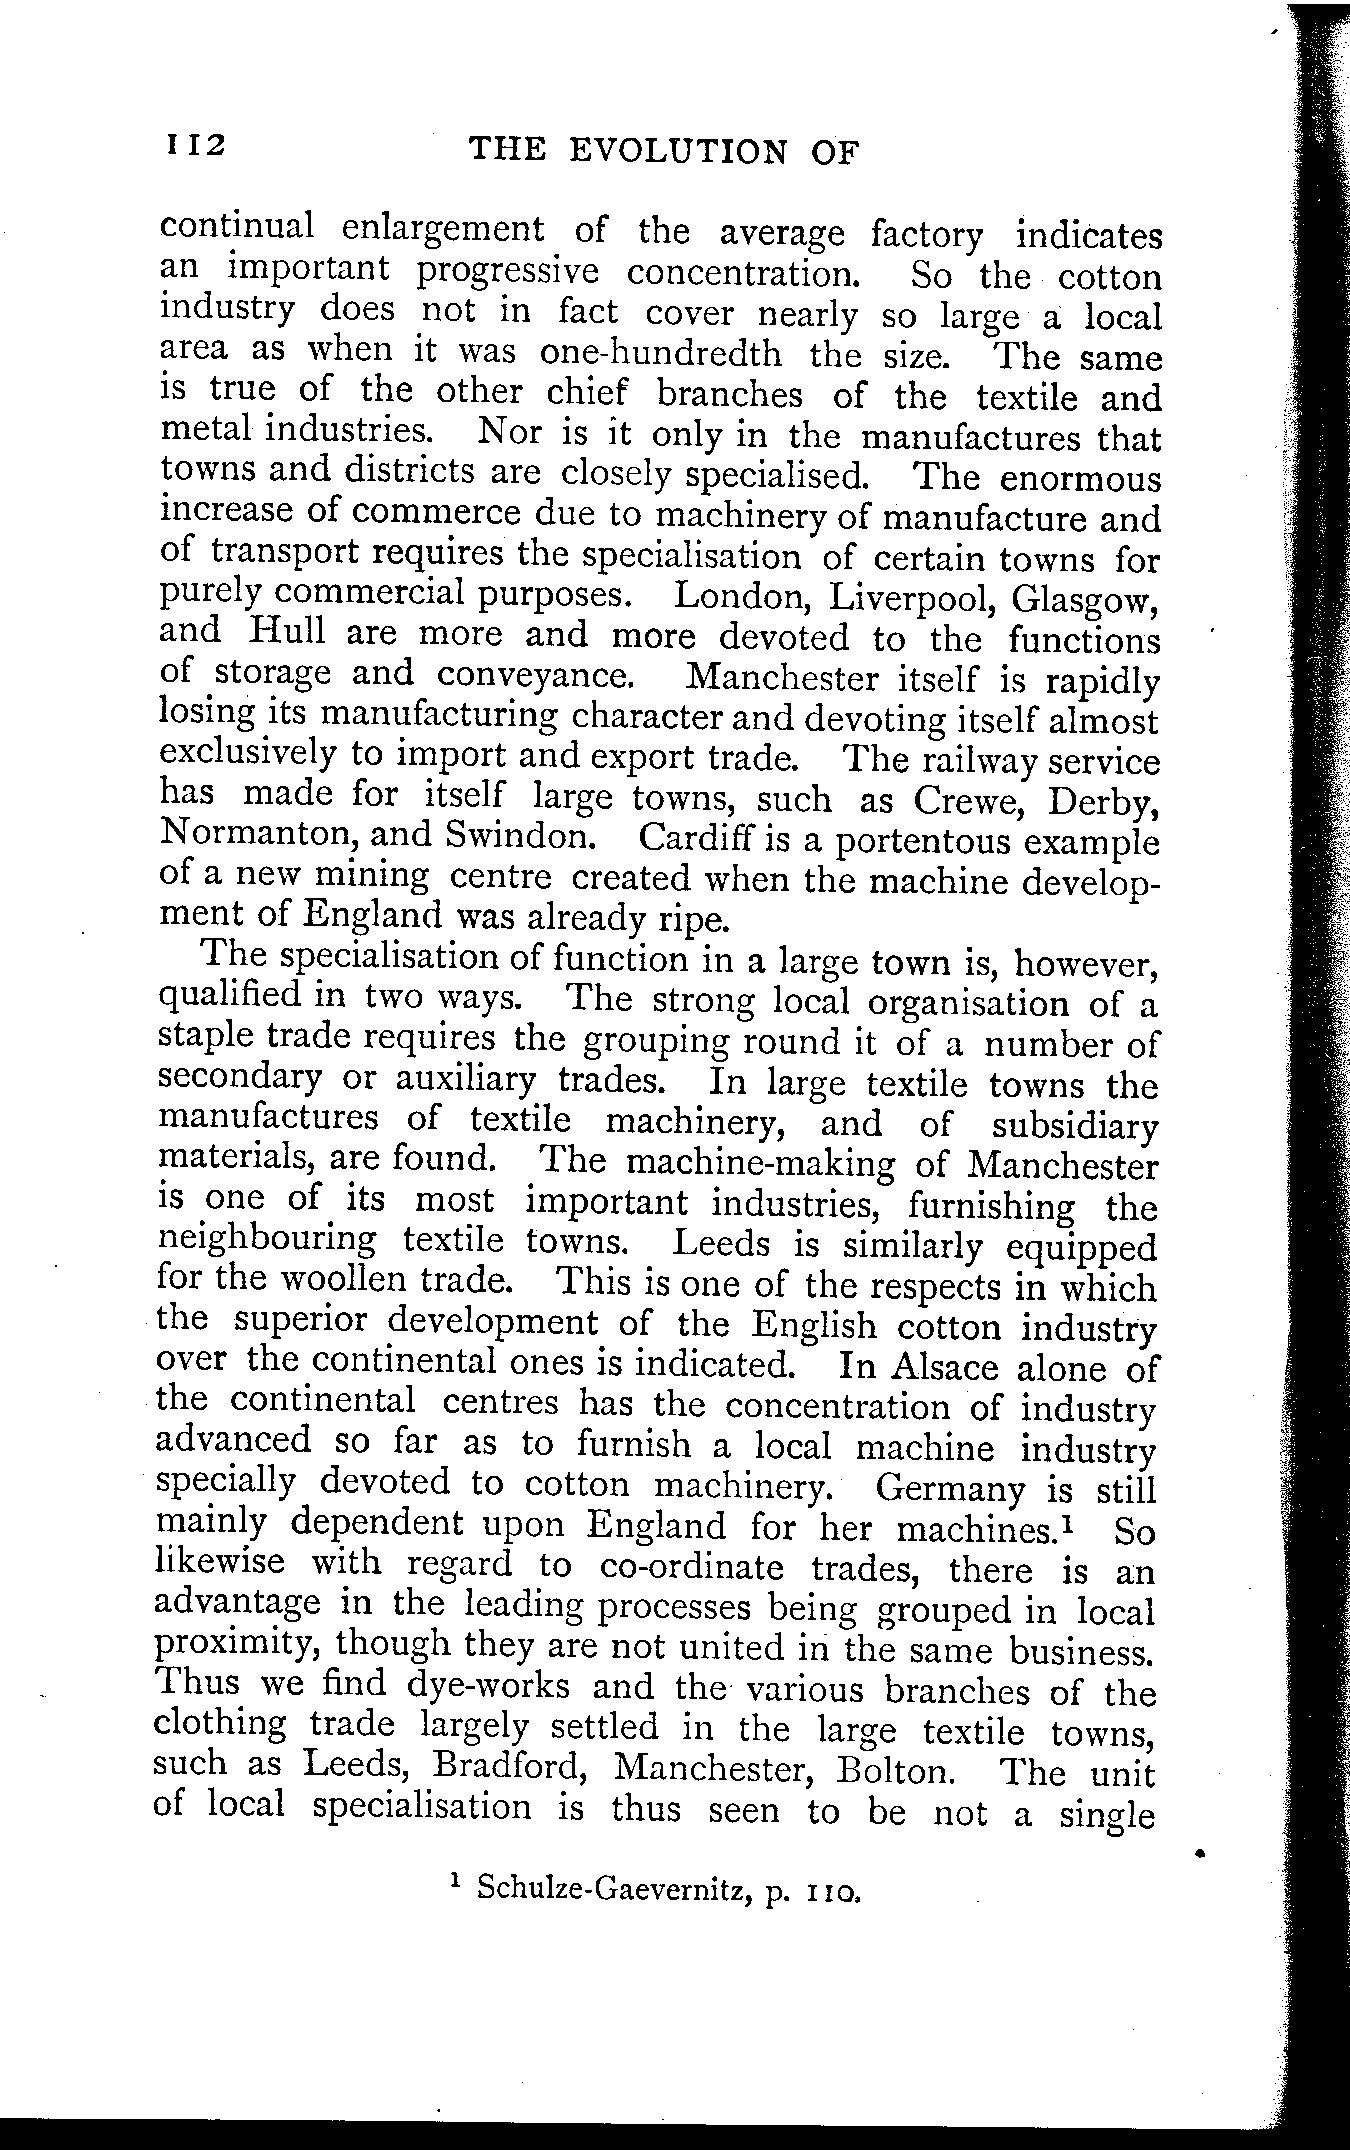 112 THE EVOLUTION OF
continual enlargement of the average factory indicates
an important progressive concentration. So the cotton
industry does not in fact cover nearly so large a local
area as when it was one-hundredth the size. The same
is true of the other chief branches of the textile and
metal industries. Nor is it only in the manufactures that
towns and districts are closely specialised. The enormous
increase of commerce due to machinery of manufacture and
of transport requires the specialisation of certain towns for
purely commercial purposes. London, Liverpool, Glasgow,
and Hull are more and more devoted to the functions
of storage and conveyance. Manchester itself is rapidly
losing its manufacturing character and devoting itself almost
exclusively to import and export trade. The railway service
has made for itself large towns, such as Crewe, Derby,
Normanton, and Swindon. Cardiff is a portentous example
of a new mining centre created when the machine develop-
ment of England was already ripe.
The specialisation of function in a large town is, however,
qualified in two ways. The strong local organisation of a
staple trade requires the grouping round it of a number of
secondary or auxiliary trades. In large textile towns the
manufactures of textile machinery, and of subsidiary
materials, are found. The machine-making of Manchester
is one of its most important industries, furnishing the
neighbouring textile towns. Leeds is similarly equipped
for the woollen trade. This is one of the respects in which
the superior development of the English cotton industry
over the continental ones is indicated. In Alsace alone of
the continental centres has the concentration of industry
advanced so far as to furnish a local machine industry
specially devoted to cotton machinery. Germany is still
mainly dependent upon England for her machines.¹ So
likewise with regard to co-ordinate trades, there is an
advantage in the leading processes being grouped in local
proximity, though they are not united in the same business.
Thus we find dye-works and the various branches of the
clothing trade largely settled in the large textile towns,
such as Leeds, Bradford, Manchester, Bolton. The unit
of local specialisation is thus seen to be not a single
¹ Schulze-Gaevernitz, p. 110.